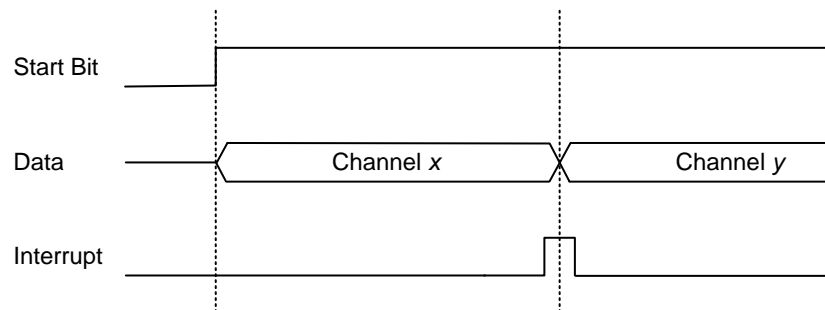 Start Bit
Data
Channel x
Channel y
Interrupt